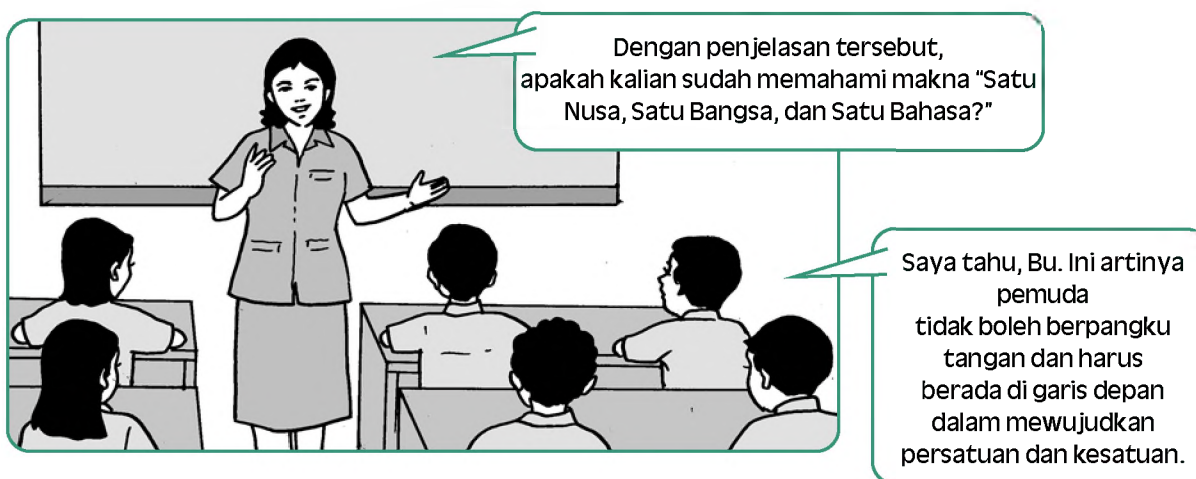 Dengan penjelasan tersebut,
apakah kalian sudah memahami makna “Satu
Nusa, Satu Bangsa, dan Satu Bahasa?”
Saya tahu, Bu. Ini artinya
pemuda
tidak boleh berpangku
tangan dan harus
berada di garis depan
dalam mewujudkan
persatuan dan kesatuan.